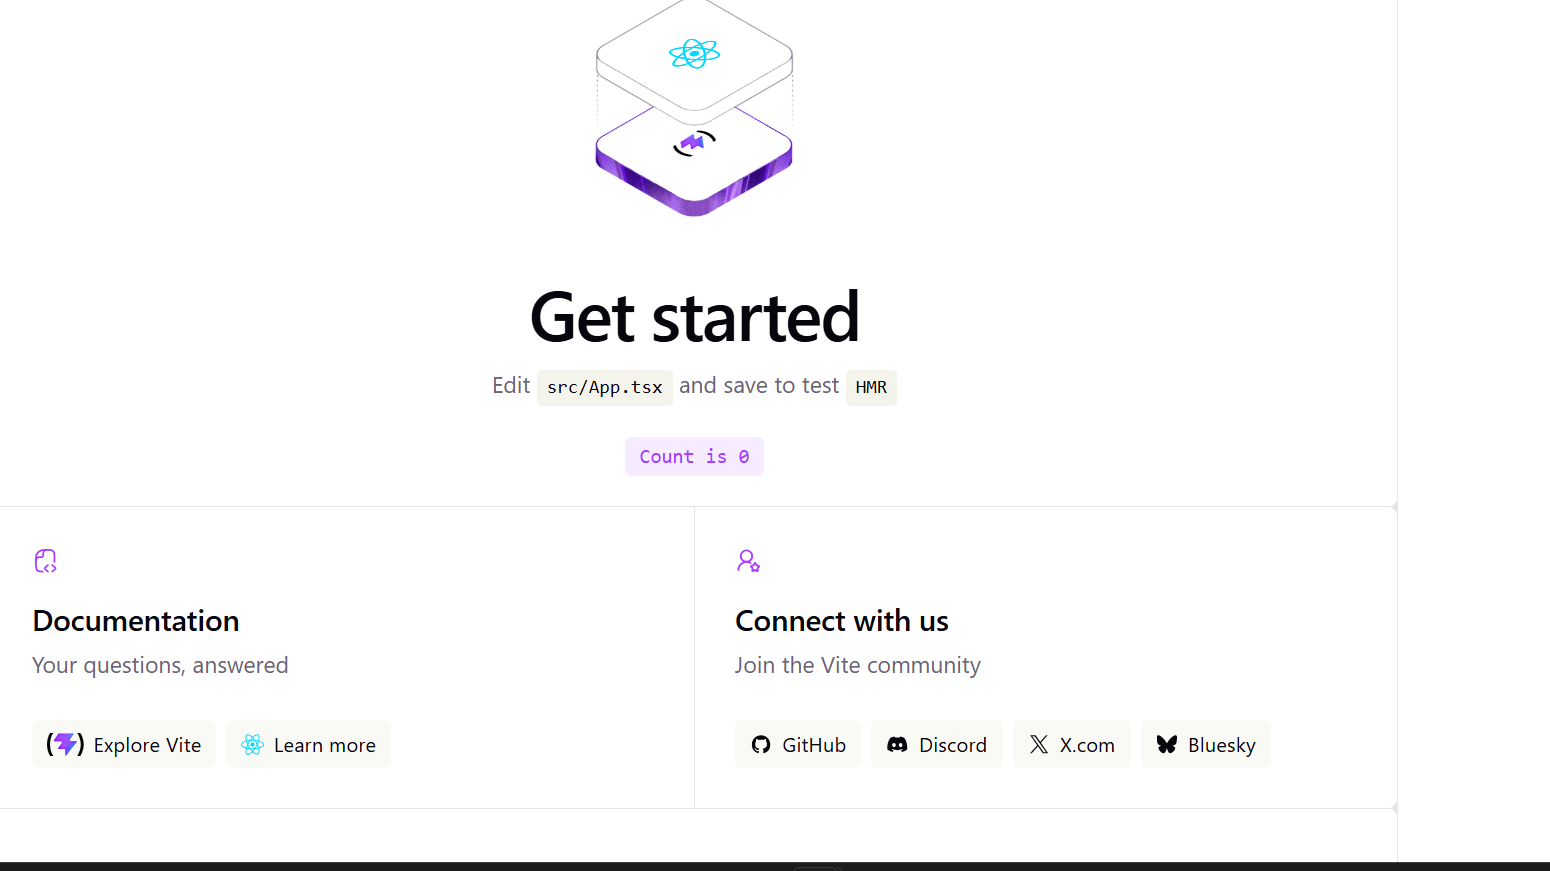 Get started
Edit src/App.tsx and save to test HMR
Count is 0
Documentation
Your questions, answered
Explore Vite
Learn more
Connect with us
Join the Vite community
GitHub
Discord
X.com
Bluesky